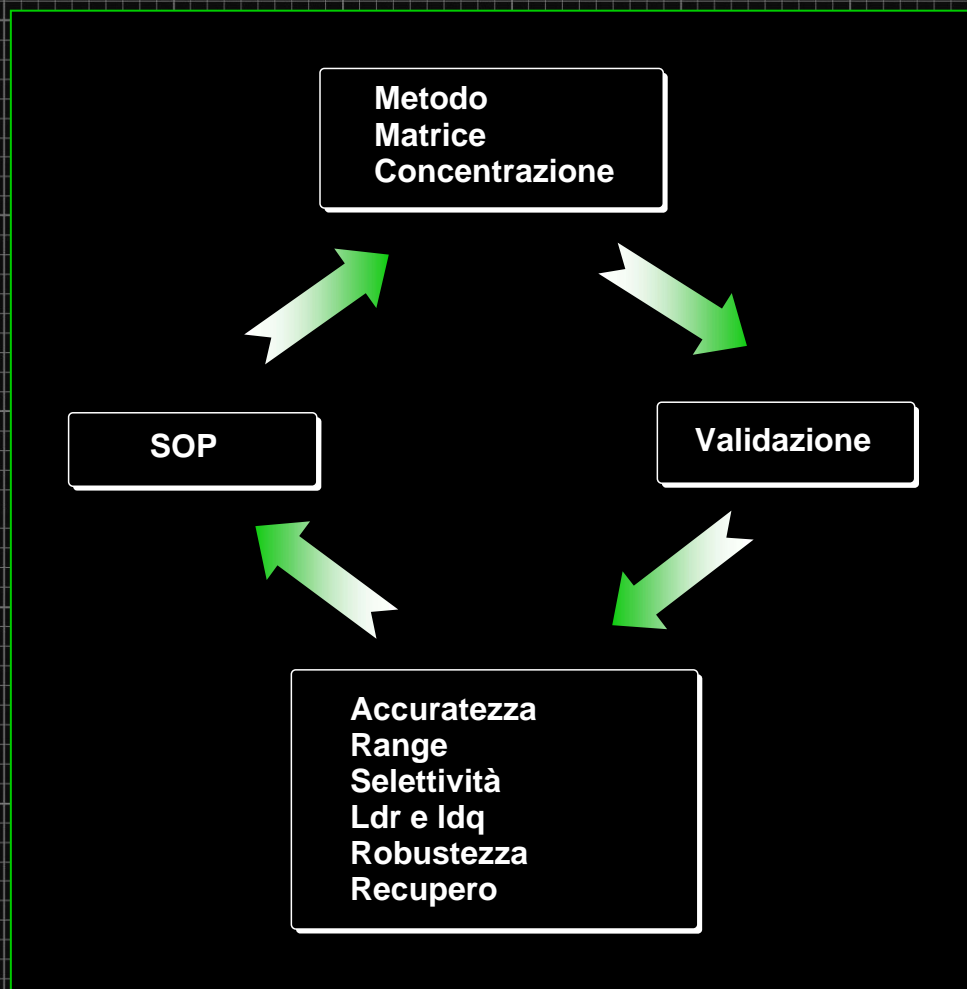 Metodo
Matrice
Concentrazione
SOP
Validazione
Accuratezza
Range
Selettività
Ldr e ldq
Robustezza
Recupero